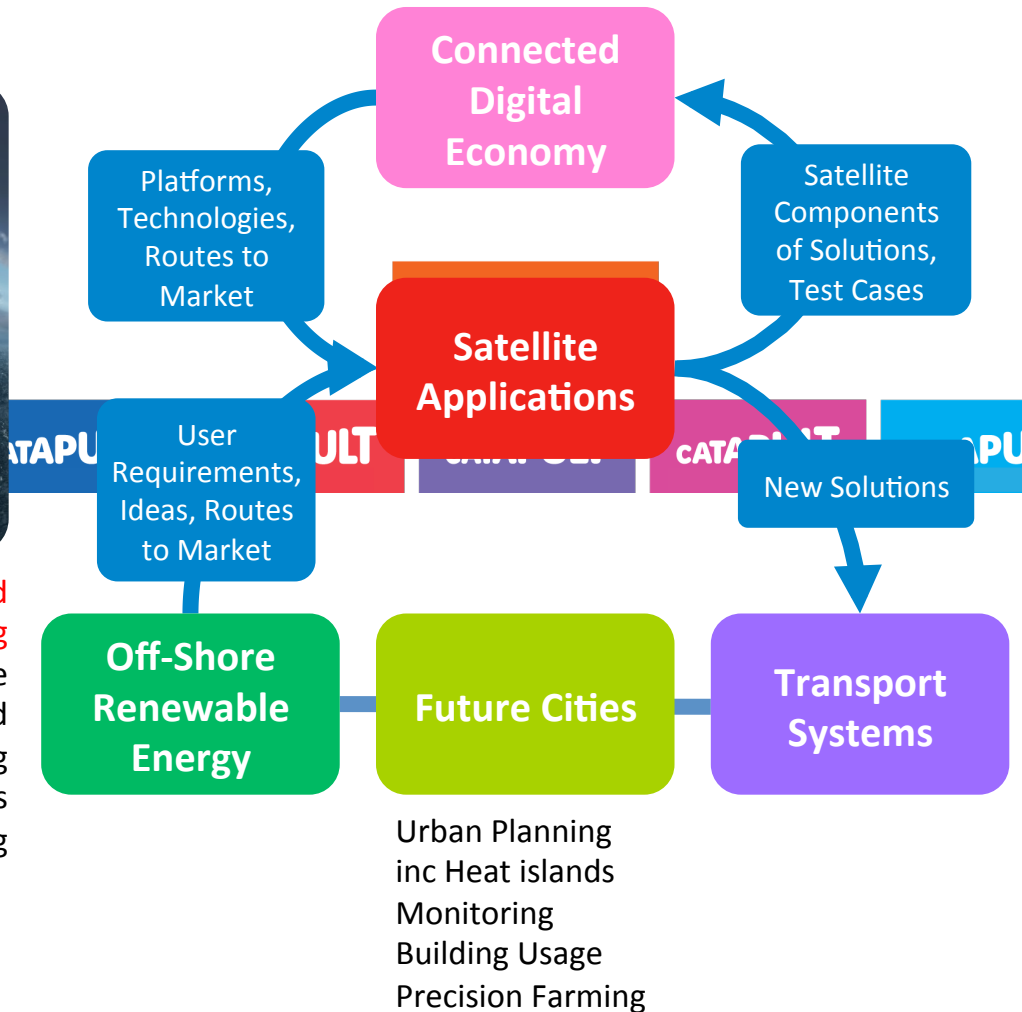 Connected
Digital
Economy
Platforms,
Technologies,
Routes to
Market
Satellite
Components
of Solutions,
Test Cases
Satellite
Applications
User
Requirements,
Ideas, Routes
to Market
New Solutions
Off-Shore
Renewable
Energy
Future Cities
Transport
Systems
Urban Planning
inc Heat islands
Monitoring
Building Usage
Precision Farming